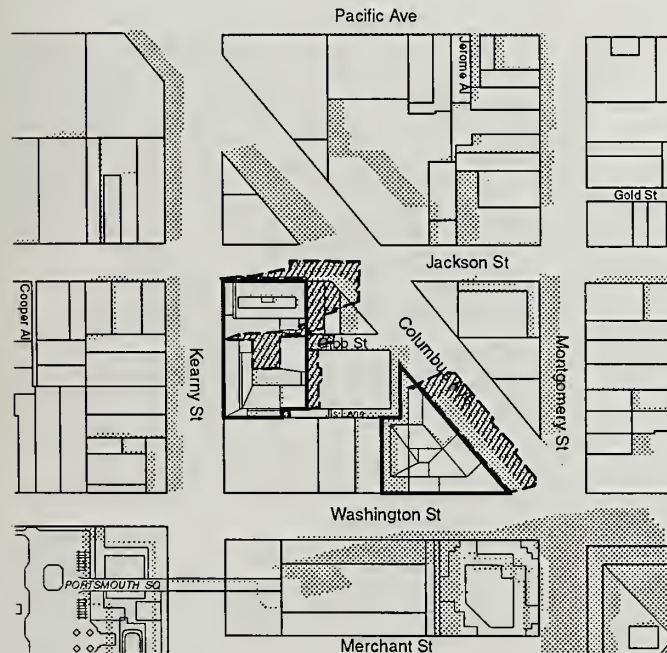 Pacific Ave
Jerome Al
Gold St
Jackson St
Cooper Al
Kearny St
Columbus
Montgomery St
Washington St
PORTSMOUTH SQ
Merchant St